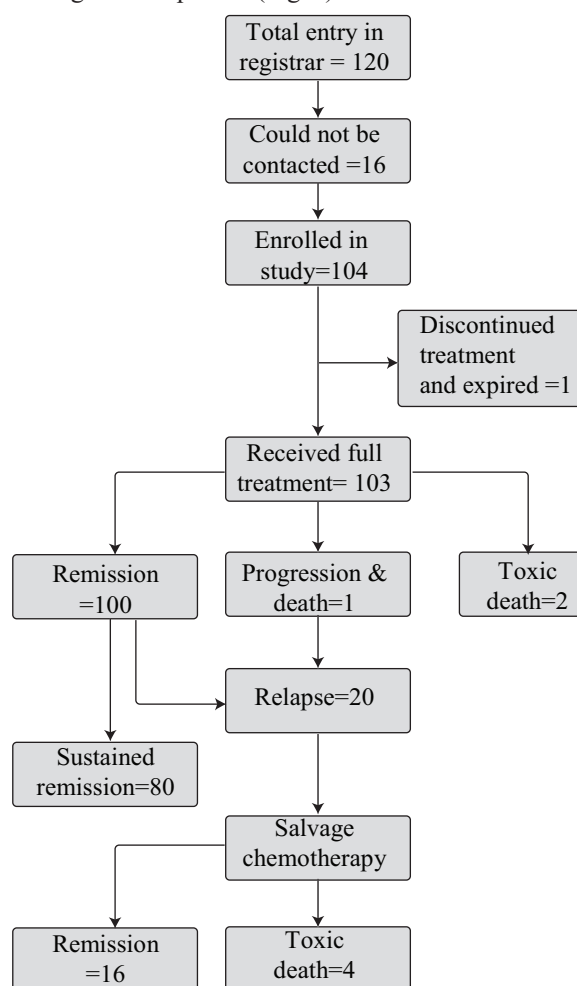 Total entry in
registrar = 120
Could not be
contacted =16
Enrolled in
study=104
Discontinued
treatment
and expired =1
Received full
treatment= 103
Remission
=100
Progression &
death=1
Toxic
death=2
Relapse=20
Sustained
remission=80
Salvage
chemotherapy
Remission
=16
Toxic
death=4